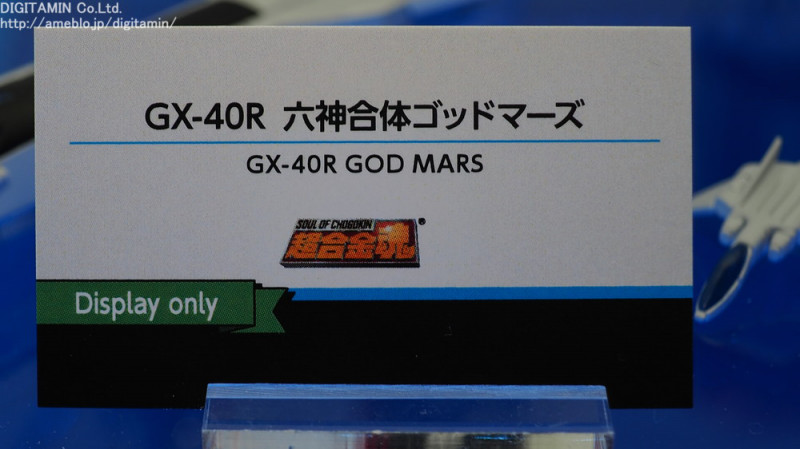 DIGITAMIN Co.Ltd.
http://ameblo.jp/digitamin/
GX-40R 六神合体ゴッドマーズ
GX-40R GOD MARS
SOUL OF CHOGOKIN
超合金魂
Display only